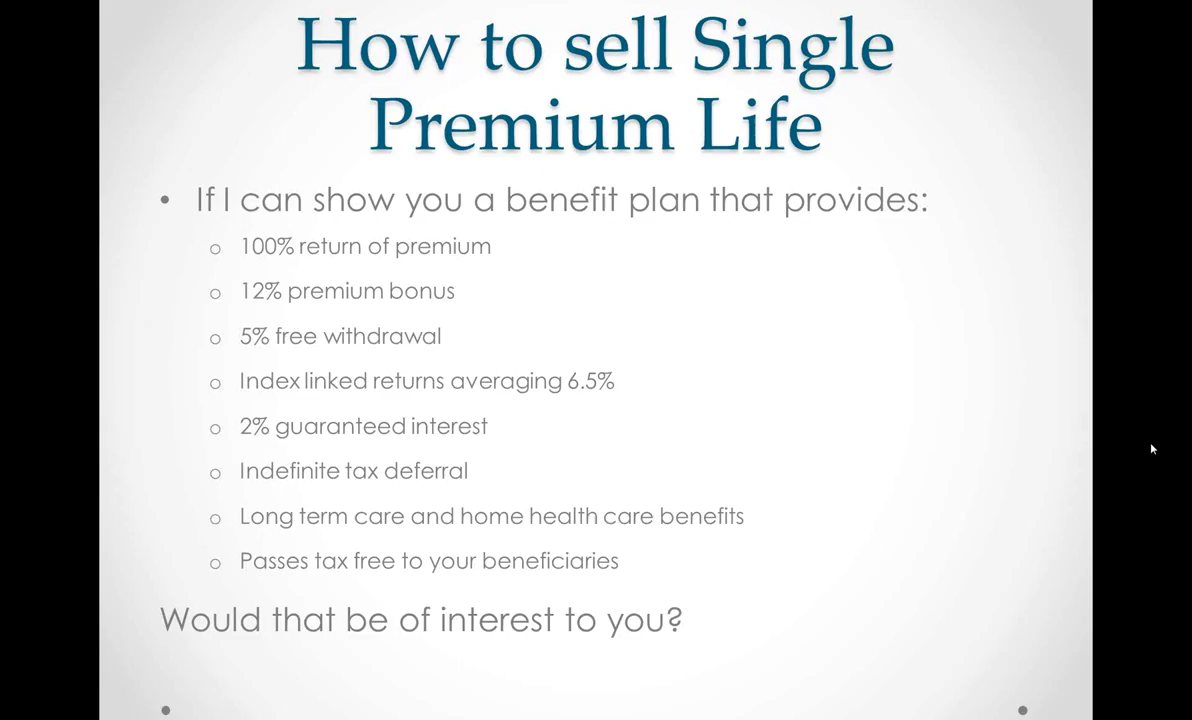 How to sell Single
Premium Life
• If I can show you a benefit plan that provides:
o 100% return of premium
o 12% premium bonus
o 5% free withdrawal
o Index linked returns averaging 6.5%
o 2% guaranteed interest
o Indefinite tax deferral
o Long term care and home health care benefits
o Passes tax free to your beneficiaries
Would that be of interest to you?